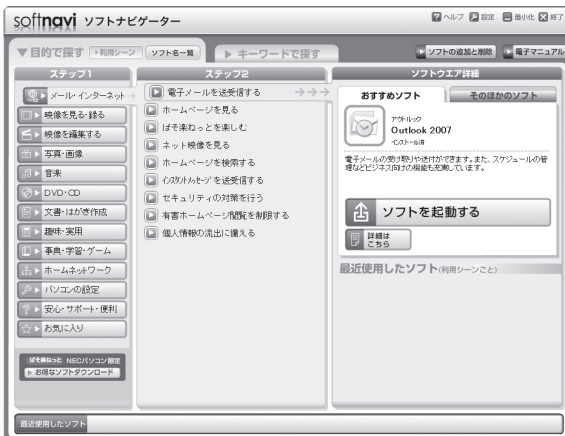 softnavi ソフトナビゲーター
ヘルプ 設定 最小化 終了
▼目的で探す 利用シーン ソフト名一覧 キーワードで探す
ソフトの追加と削除 電子マニュアル
ステップ1
メール・インターネット
映像を見る・録る
映像を編集する
写真・画像
音楽
DVD・CD
文書・はがき作成
趣味・実用
事典・学習・ゲーム
ホームネットワーク
パソコンの設定
安心・サポート・便利
お気に入り
ぱそ楽ねっと NECパソコン限定
お得なソフトダウンロード
ステップ2
電子メールを送受信する
ホームページを見る
ぱそ楽ねっとを楽しむ
ネット映像を見る
ホームページを検索する
インスタントメッセージを送受信する
セキュリティの対策を行う
有害ホームページ閲覧を制限する
個人情報の流出に備える
ソフトウエア詳細
おすすめソフト そのほかのソフト
アウトルック
Outlook 2007
インストール済
電子メールの受け取りや送付ができます。また、スケジュールの管
理などビジネス向けの機能も充実しています。
ソフトを起動する
詳細は
こちら
最近使用したソフト(利用シーンごと)
最近使用したソフト